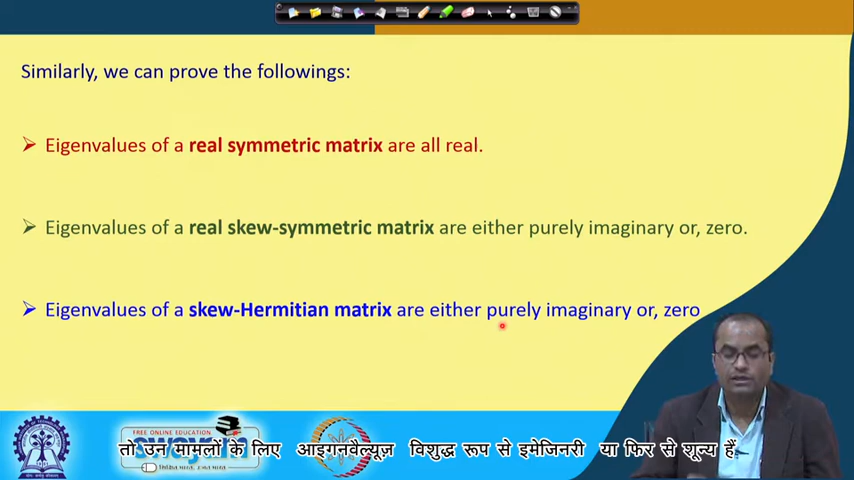 Similarly, we can prove the followings:
Eigenvalues of a real symmetric matrix are all real.
Eigenvalues of a real skew-symmetric matrix are either purely imaginary or, zero.
Eigenvalues of a skew-Hermitian matrix are either purely imaginary or, zero
FREE ONLINE EDUCATION
swayam
तो उन मामलों के लिए आइगनवैल्यूज़ विशुद्ध रूप से इमेजिनरी या फिर से शून्य हैं